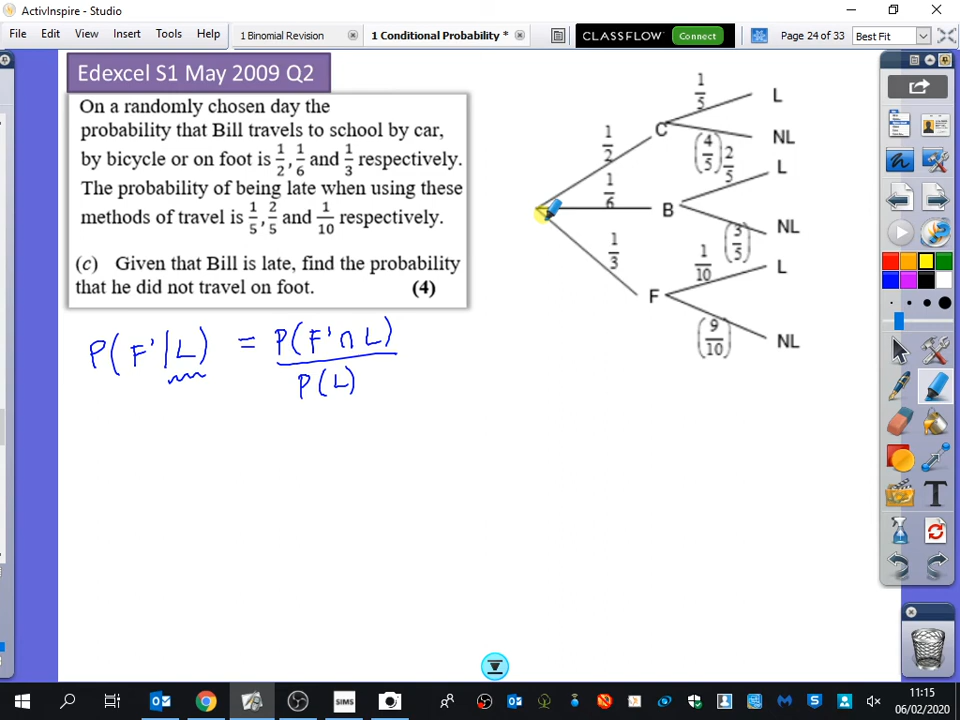 ActivInspire - Studio
File Edit View Insert Tools Help
1 Binomial Revision
1 Conditional Probability *
CLASSFLOW Connect
Page 24 of 33
Best Fit
Edexcel S1 May 2009 Q2
On a randomly chosen day the
probability that Bill travels to school by car,
by bicycle or on foot is 1/2, 1/6 and 1/3 respectively.
The probability of being late when using these
methods of travel is 1/5, 2/5 and 1/10 respectively.
(c) Given that Bill is late, find the probability
that he did not travel on foot. (4)
P(F'|L) = P(F'∩L)/P(L)
1/5 L
1/2 C
(4/5) NL
2/5 L
1/6 B
(3/5) NL
1/3 F
1/10 L
(9/10) NL
T
SIMS
11:15
06/02/2020